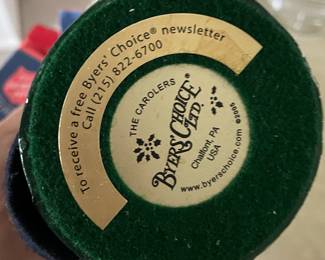 To receive a free Byers' Choice® newsletter
Call (215) 822-6700
THE CAROLERS®
BYERS' CHOICE
LTD.
Chalfont, PA
USA
www.byerschoice.com